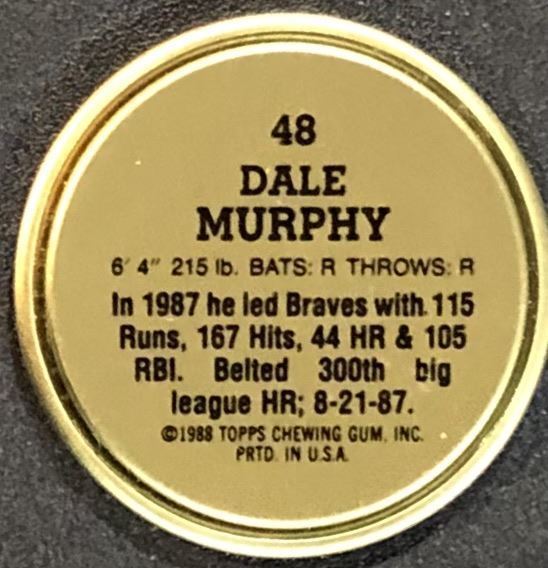 48
DALE
MURPHY
6' 4" 215 lb. BATS: R THROWS: R
In 1987 he led Braves with 115
Runs, 167 Hits, 44 HR & 105
RBI. Belted 300th big
league HR; 8-21-87.
©1988 TOPPS CHEWING GUM, INC.
PRTD. IN U.S.A.